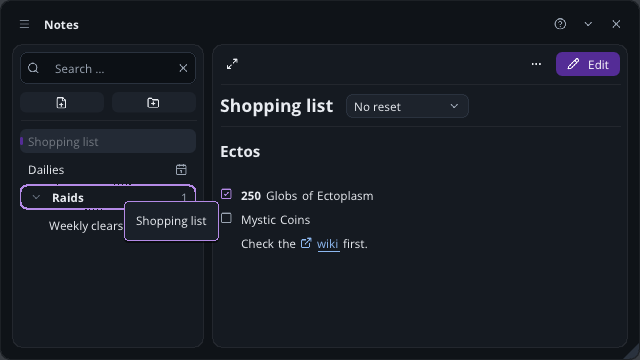 Notes
Search ...
Shopping list
Dailies
Raids 1
Weekly clears
Shopping list
Edit
Shopping list
No reset
Ectos
250 Globs of Ectoplasm
Mystic Coins
Check the wiki first.